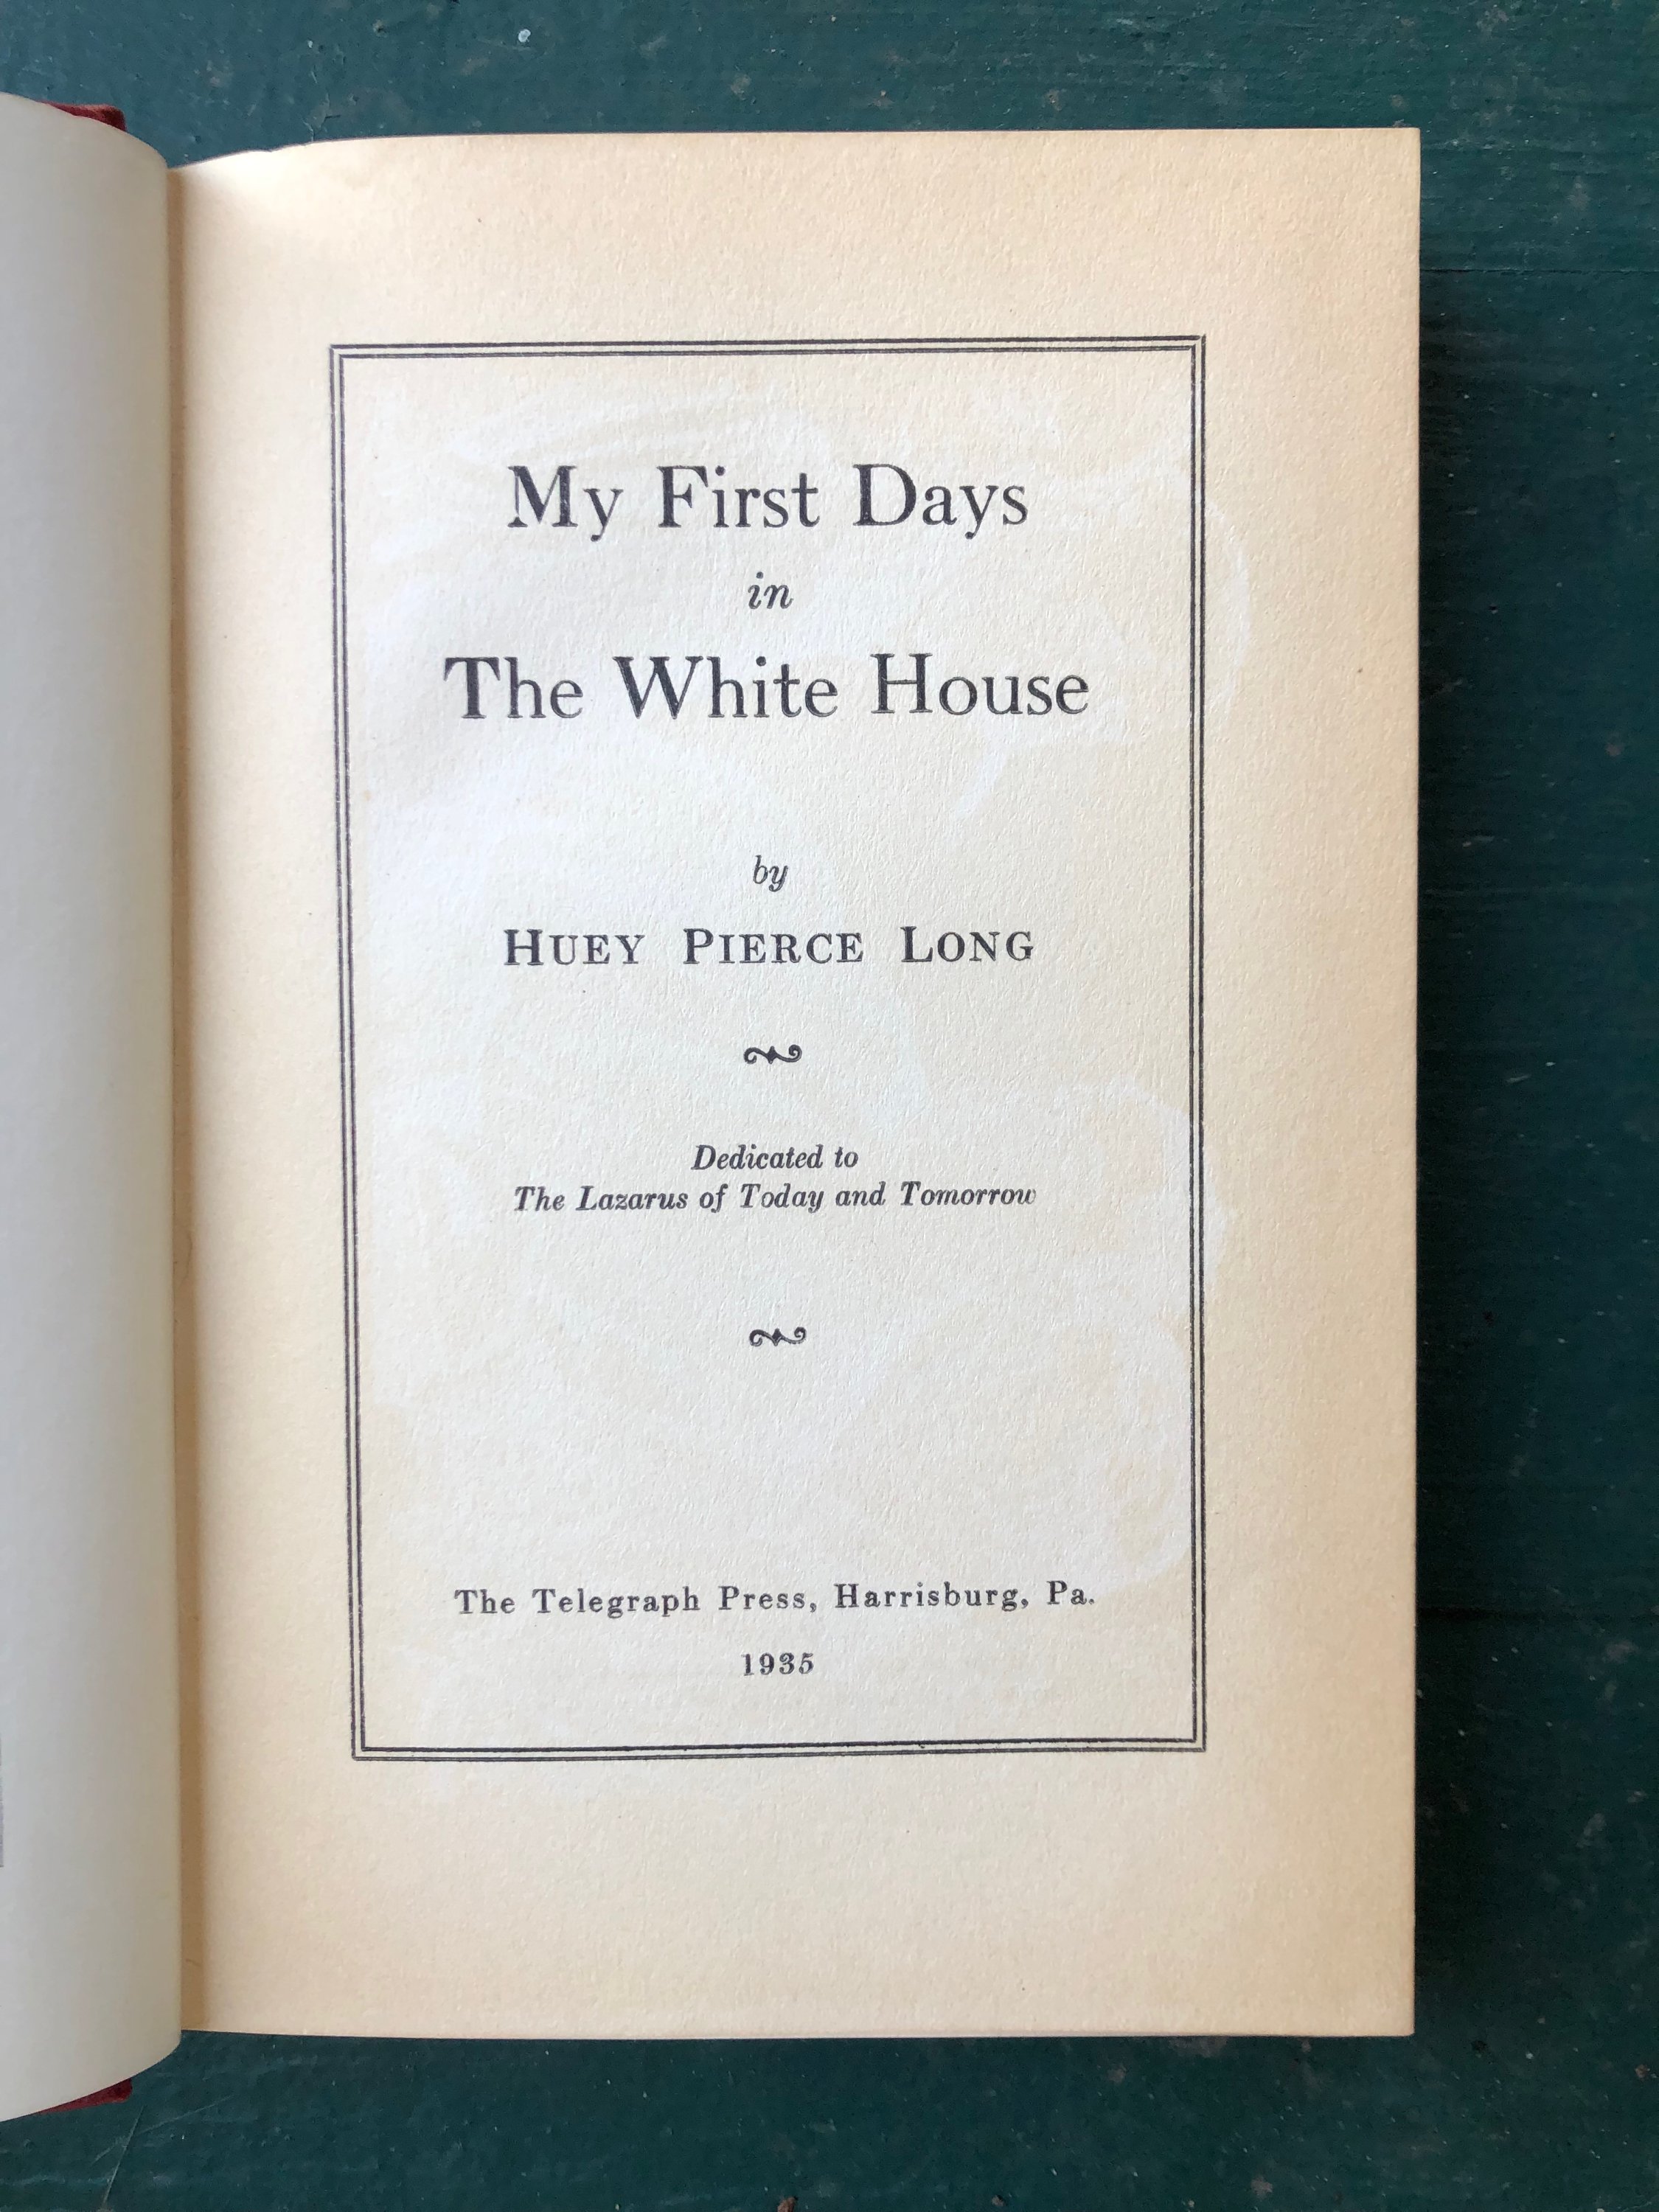 My First Days
in
The White House
by
HUEY PIERCE LONG
Dedicated to
The Lazarus of Today and Tomorrow
The Telegraph Press, Harrisburg, Pa.
1935